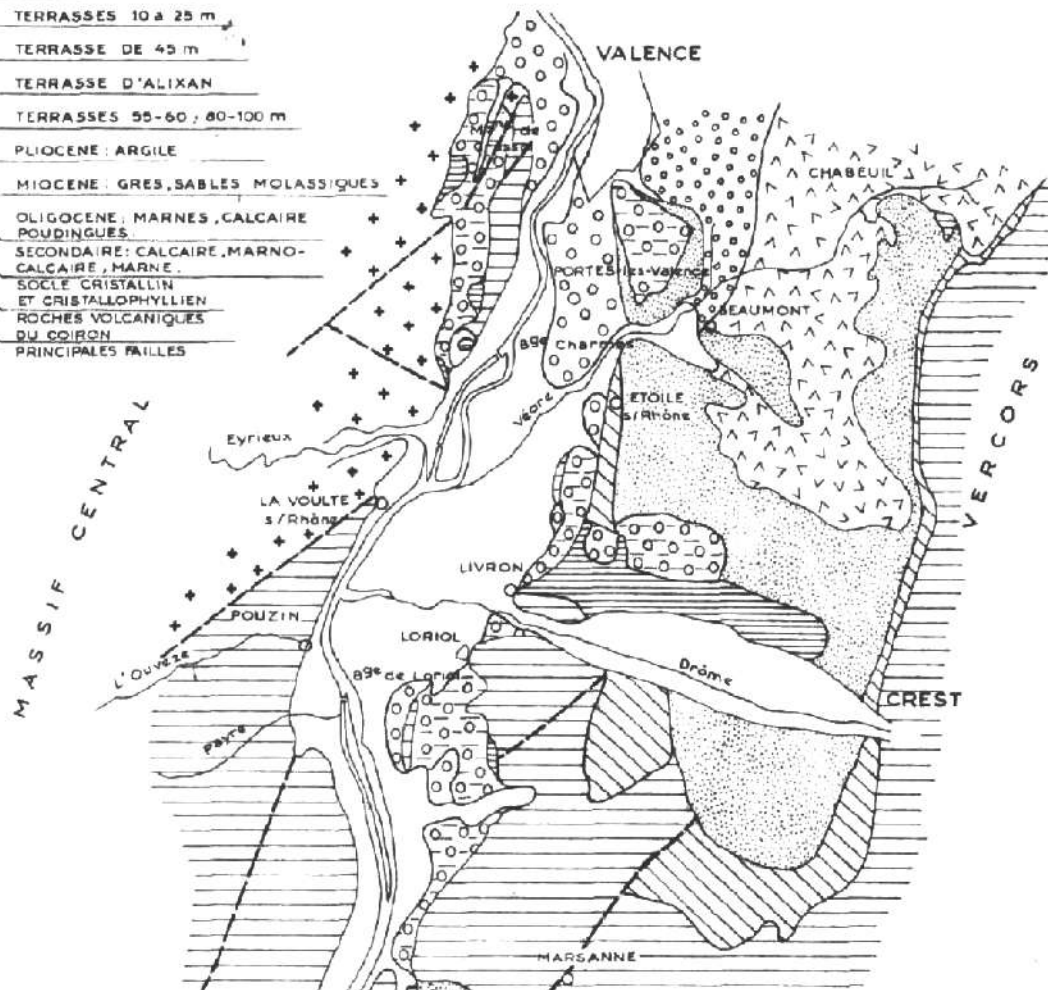 TERRASSES 10 a 25 m
TERRASSE DE 45 m
TERRASSE D'ALIXAN
TERRASSES 55-60 ; 80-100 m
PLIOCENE : ARGILE
MIOCENE : GRES, SABLES MOLASSIQUES
OLIGOCENE : MARNES, CALCAIRE
POUDINGUES
SECONDAIRE : CALCAIRE, MARNO-
CALCAIRE, MARNE.
SOCLE CRISTALLIN
ET CRISTALLOPHYLLIEN
ROCHES VOLCANIQUES
DU COIRON
PRINCIPALES FAILLES
VALENCE
de
CHABEUIL
PORTES-les-Valence
BEAUMONT
Bge Charmes
Véore
ETOILE
s/Rhône
Eyrieux
MASSIF CENTRAL
VERCORS
LA VOULTE
s/Rhône
LIVRON
POUZIN
LORIOL
L'Ouvèze
Bge de Loriol
Drôme
CREST
Payre
MARSANNE